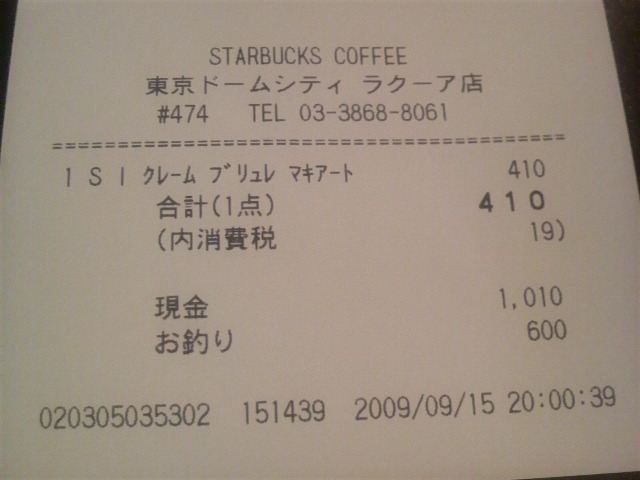 STARBUCKS COFFEE
東京ドームシティ ラクーア店
#474 TEL 03-3868-8061
==============================================
1 S I クレーム ブリュレ マキアート 410
合計(1点) 410
(内消費税 19)
現金 1,010
お釣り 600
020305035302 151439 2009/09/15 20:00:39